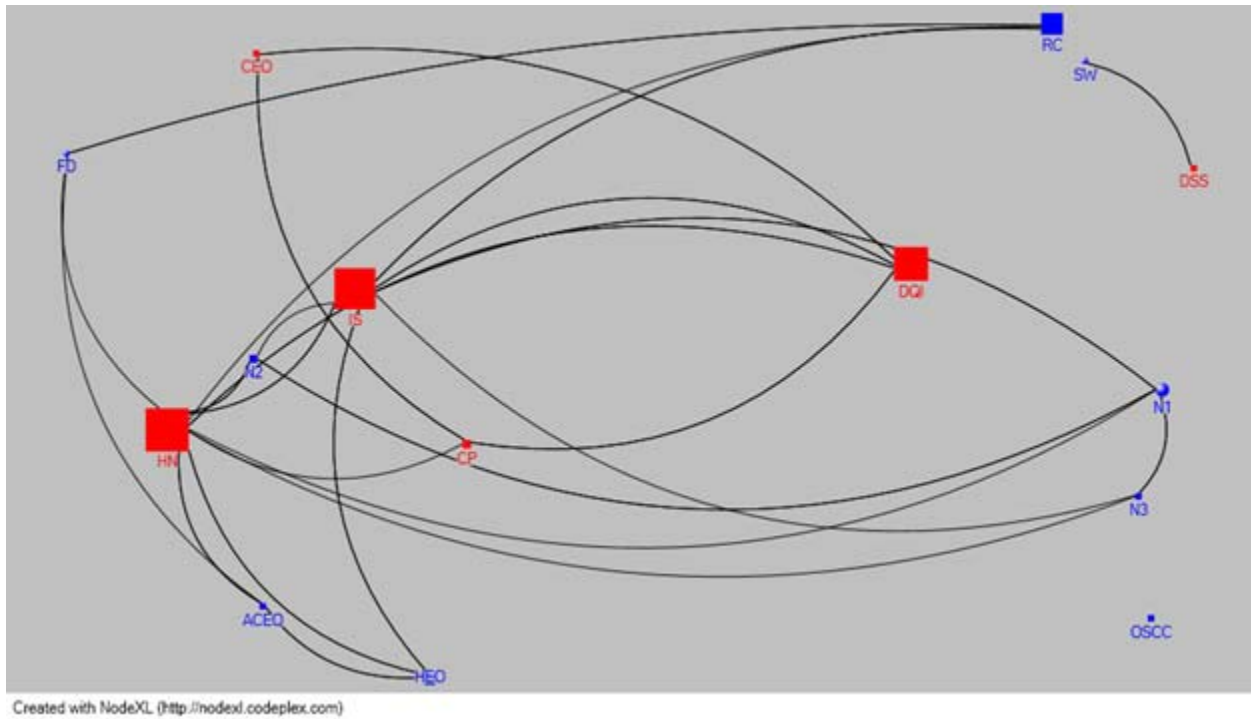 RC
CEO
SW
FD
DSS
DQI
IS
N2
N1
HN
CP
N3
ACEO
OSCC
HEO
Created with NodeXL (http://nodexl.codeplex.com)